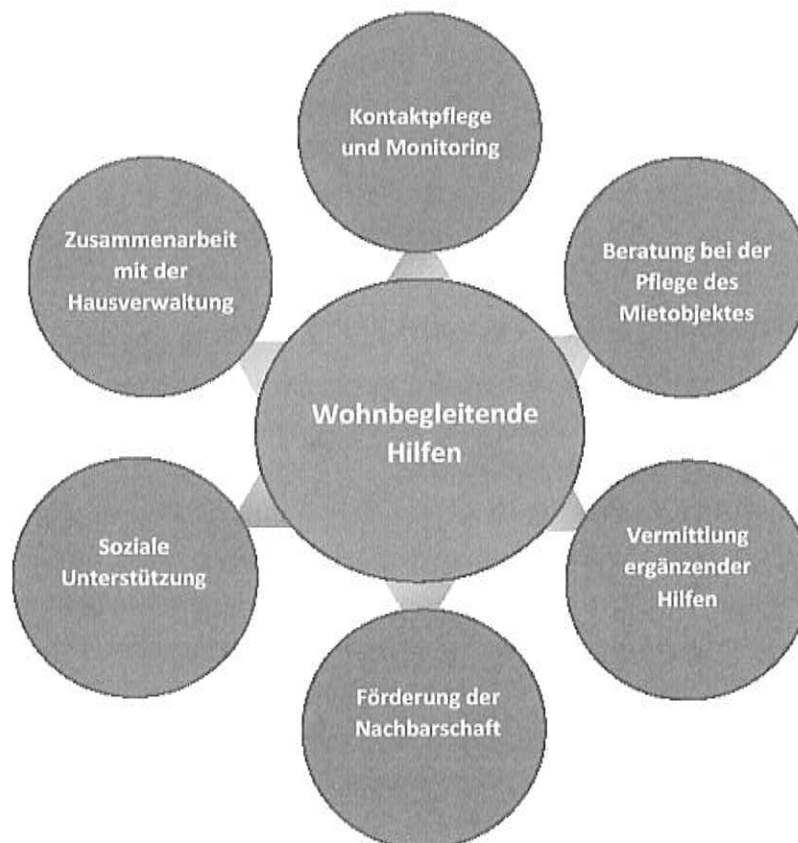 Kontaktpflege
und Monitoring
Beratung bei der
Pflege des
Mietobjektes
Vermittlung
ergänzender
Hilfen
Förderung der
Nachbarschaft
Soziale
Unterstützung
Zusammenarbeit
mit der
Hausverwaltung
Wohnbegleitende
Hilfen